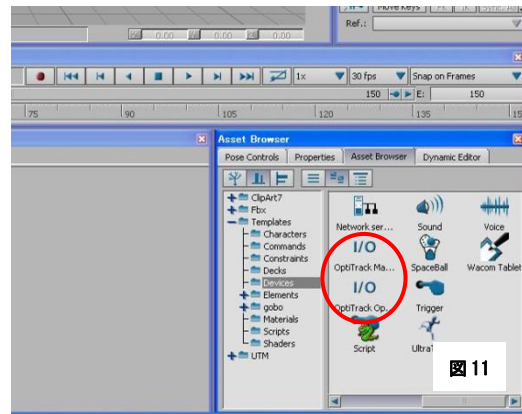 Move Keys FK IK Sync.
Ref.:
0.00 0.00 0.00
1x 30 fps Snap on Frames
150 E: 150
75 90 105 120 135
Asset Browser
Pose Controls Properties Asset Browser Dynamic Editor
ClipArt7
Fbx
Templates
Characters
Commands
Constraints
Decks
Devices
Elements
gobo
Materials
Scripts
Shaders
UTM
Network ser... Sound Voice
I/O
OptiTrack Ma... SpaceBall Wacom Tablet
I/O
OptiTrack Op... Trigger
Script
図 11